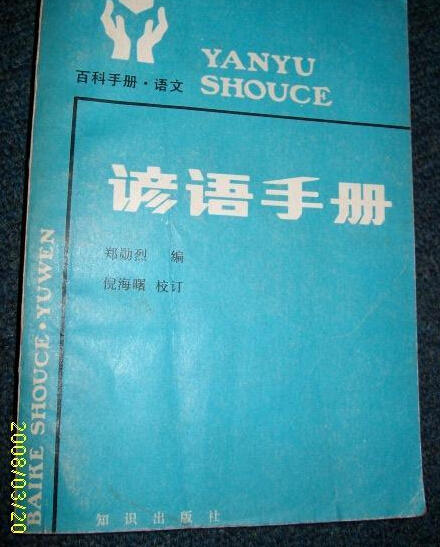 YANYU
百科手册·语文
SHOUCE
谚语手册
郑勋烈 编
倪海曙 校订
BAIKE SHOUCE·YUWEN
知识出版社
2008/03/20